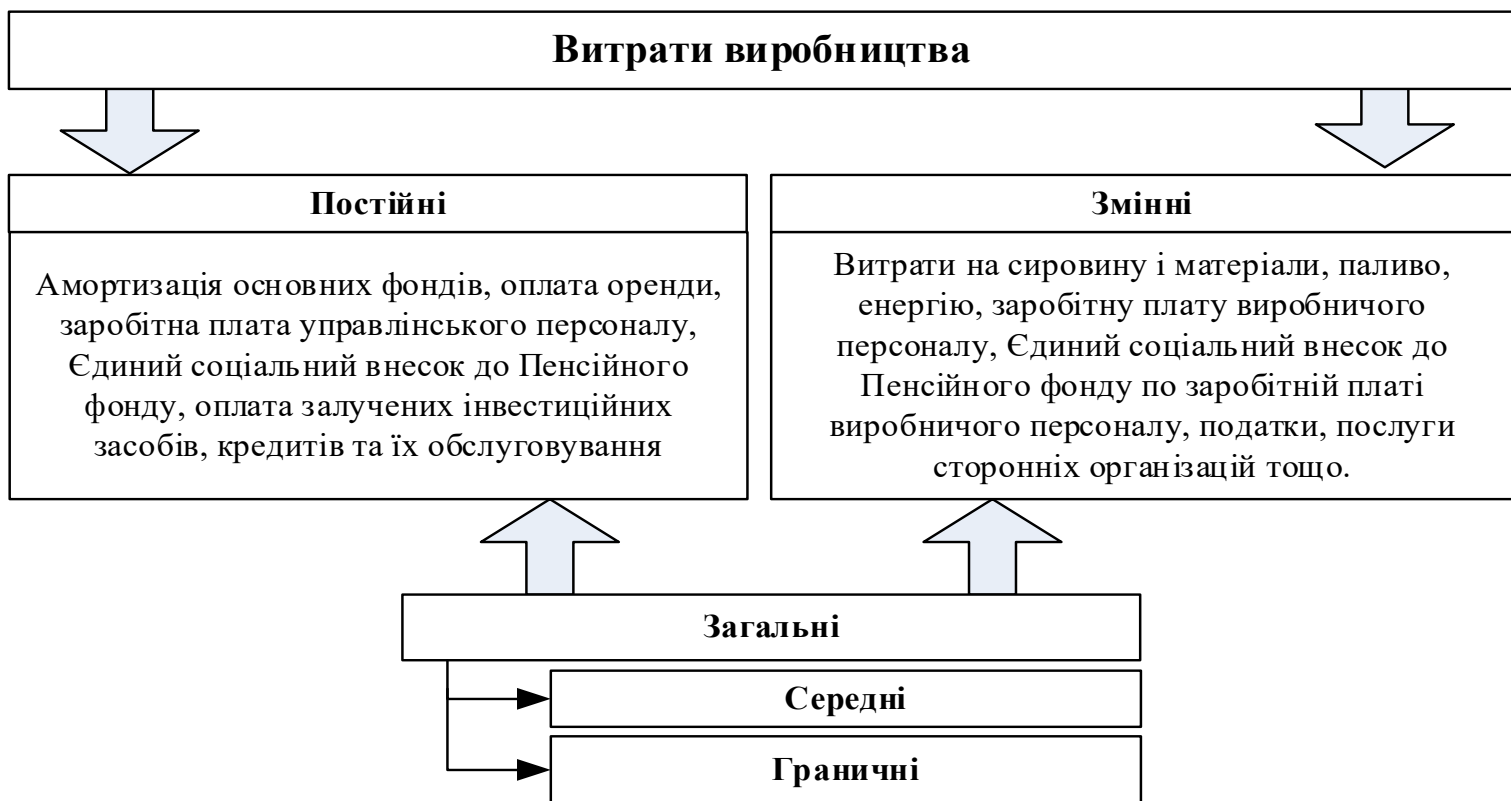 Витрати виробництва
Постійні
Амортизація основних фондів, оплата оренди,
заробітна плата управлінського персоналу,
Єдиний соціальний внесок до Пенсійного
фонду, оплата залучених інвестиційних
засобів, кредитів та їх обслуговування
Змінні
Витрати на сировину і матеріали, паливо,
енергію, заробітну плату виробничого
персоналу, Єдиний соціальний внесок до
Пенсійного фонду по заробітній платі
виробничого персоналу, податки, послуги
сторонніх організацій тощо.
Загальні
Середні
Граничні